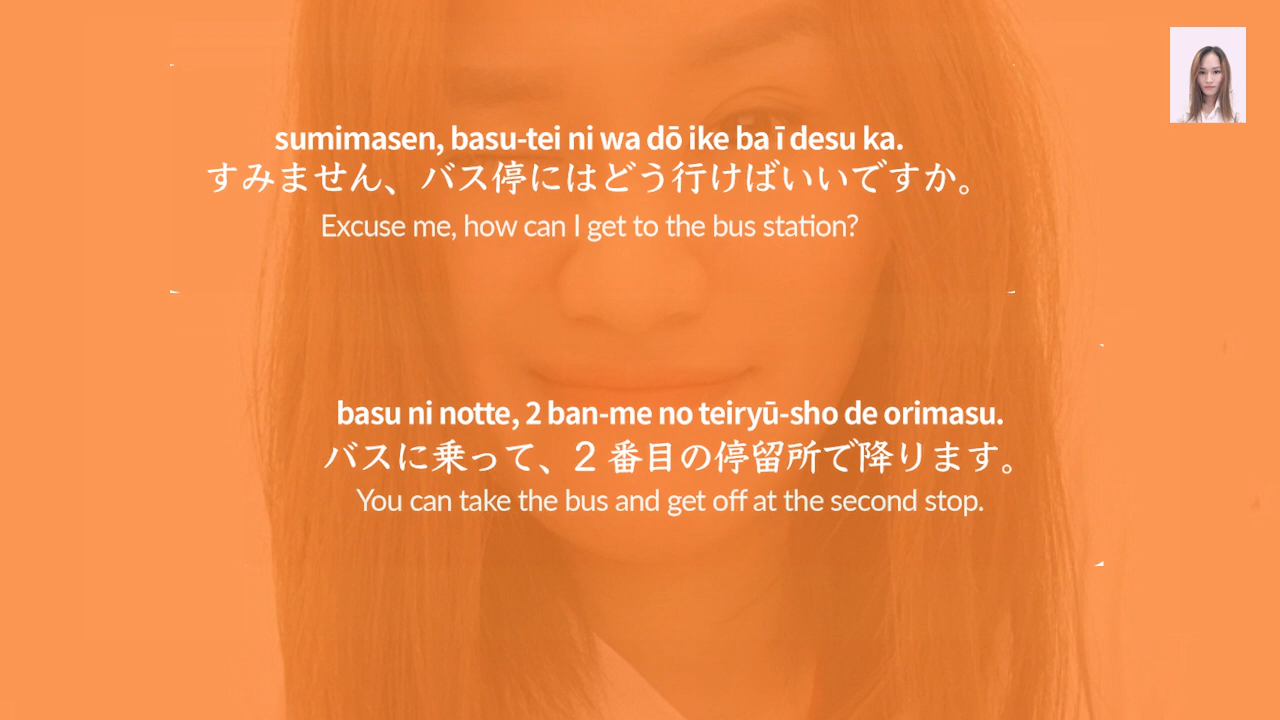 sumimasen, basu-tei ni wa dō ike ba ī desu ka.
すみません、バス停にはどう行けばいいですか。
Excuse me, how can I get to the bus station?
basu ni notte, 2 ban-me no teiryū-sho de orimasu.
バスに乗って、2 番目の停留所で降ります。
You can take the bus and get off at the second stop.